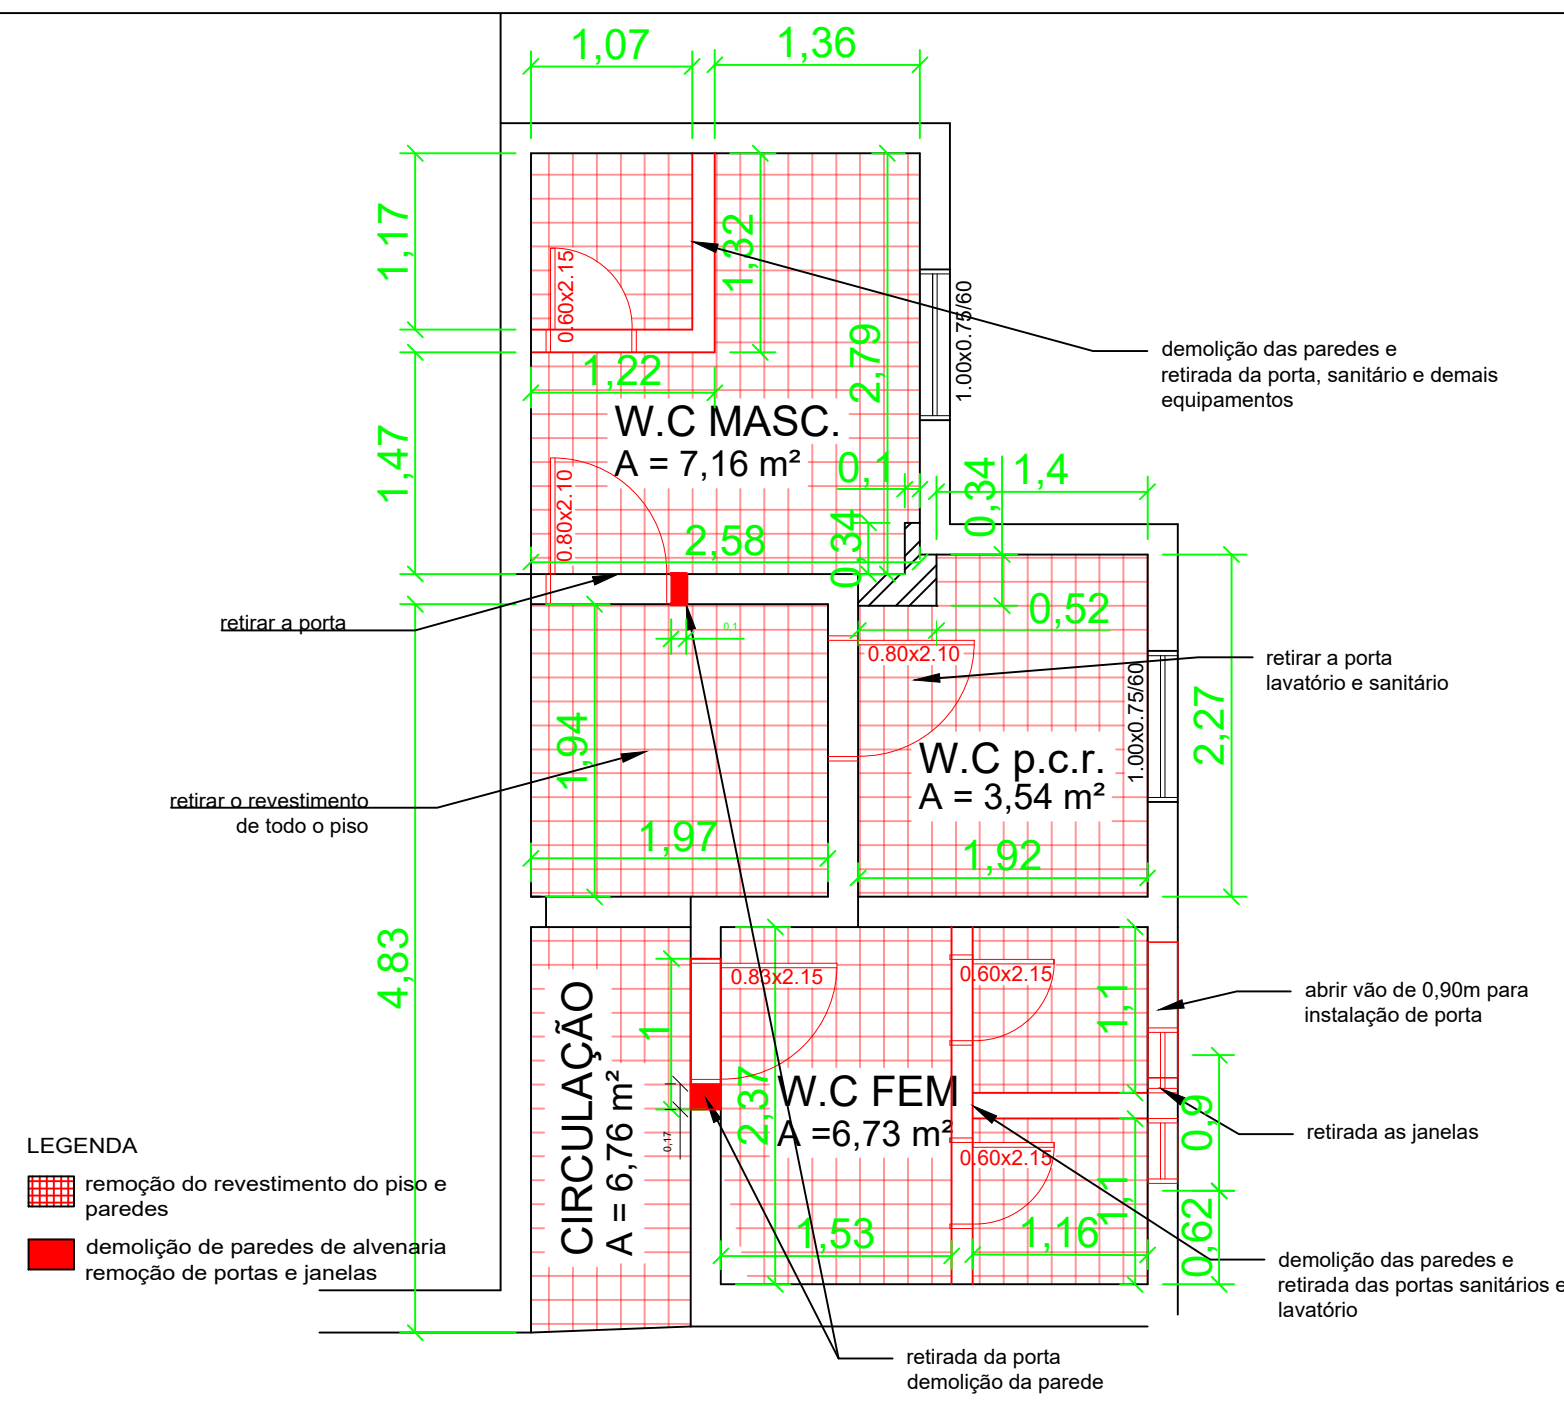 1,07
1,36
1,17
1,32
0.60x2.15
2,79
1.00x0.75/60
demolição das paredes e
retirada da porta, sanitário e demais
equipamentos
1,22
W.C MASC.
A = 7,16 m²
1,47
0.80x2.10
0,1
0,34
1,4
2,58
0,34
retirar a porta
0,1
0,52
0.80x2.10
retirar a porta
lavatório e sanitário
1.00x0.75/60
2,27
1,94
W.C p.c.r.
A = 3,54 m²
retirar o revestimento
de todo o piso
1,97
1,92
4,83
CIRCULAÇÃO
A = 6,76 m²
1
0,17
0.83x2.15
0.60x2.15
1,1
abrir vão de 0,90m para
instalação de porta
2,37
W.C FEM
A =6,73 m²
0,9
retirada as janelas
0.60x2.15
1,1
1,53
1,16
0,62
LEGENDA
remoção do revestimento do piso e
paredes
demolição de paredes de alvenaria
remoção de portas e janelas
demolição das paredes e
retirada das portas sanitários e
lavatório
retirada da porta
demolição da parede